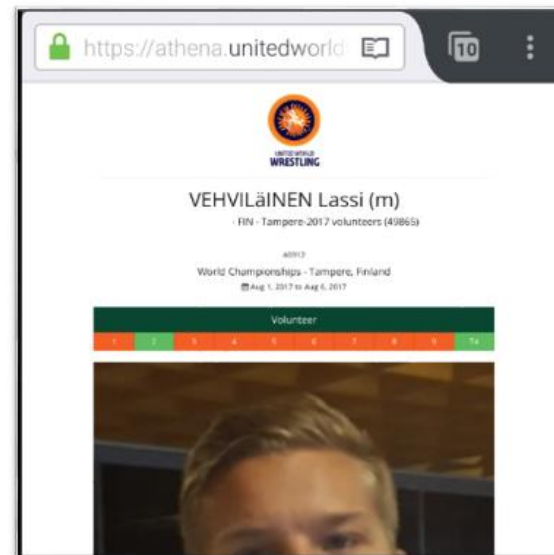 https://athena.unitedworld
10
UNITED WORLD
WRESTLING
VEHVILäINEN Lassi (m)
- FIN - Tampere-2017 volunteers (49865)
World Championships - Tampere, Finland
Aug 1, 2017 to Aug 6, 2017
Volunteer
1 2 3 4 5 6 7 8 9